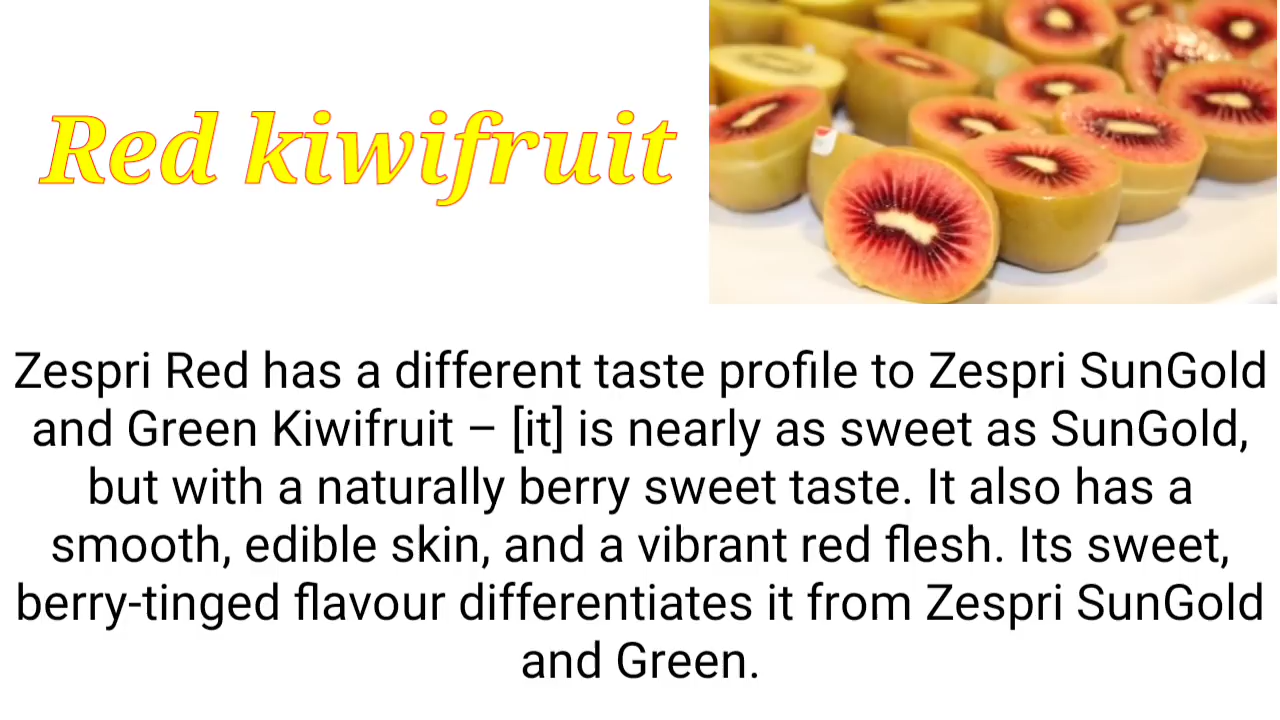 Red kiwifruit
Zespri Red has a different taste profile to Zespri SunGold
and Green Kiwifruit – [it] is nearly as sweet as SunGold,
but with a naturally berry sweet taste. It also has a
smooth, edible skin, and a vibrant red flesh. Its sweet,
berry-tinged flavour differentiates it from Zespri SunGold
and Green.